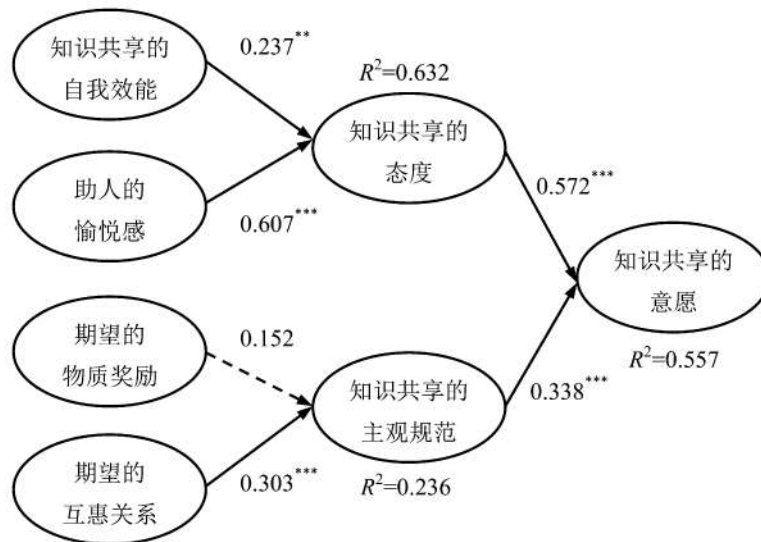 知识共享的
自我效能
0.237**
R²=0.632
知识共享的
态度
助人的
愉悦感
0.607***
0.572***
知识共享的
意愿
R²=0.557
期望的
物质奖励
0.152
知识共享的
主观规范
0.338***
R²=0.236
期望的
互惠关系
0.303***